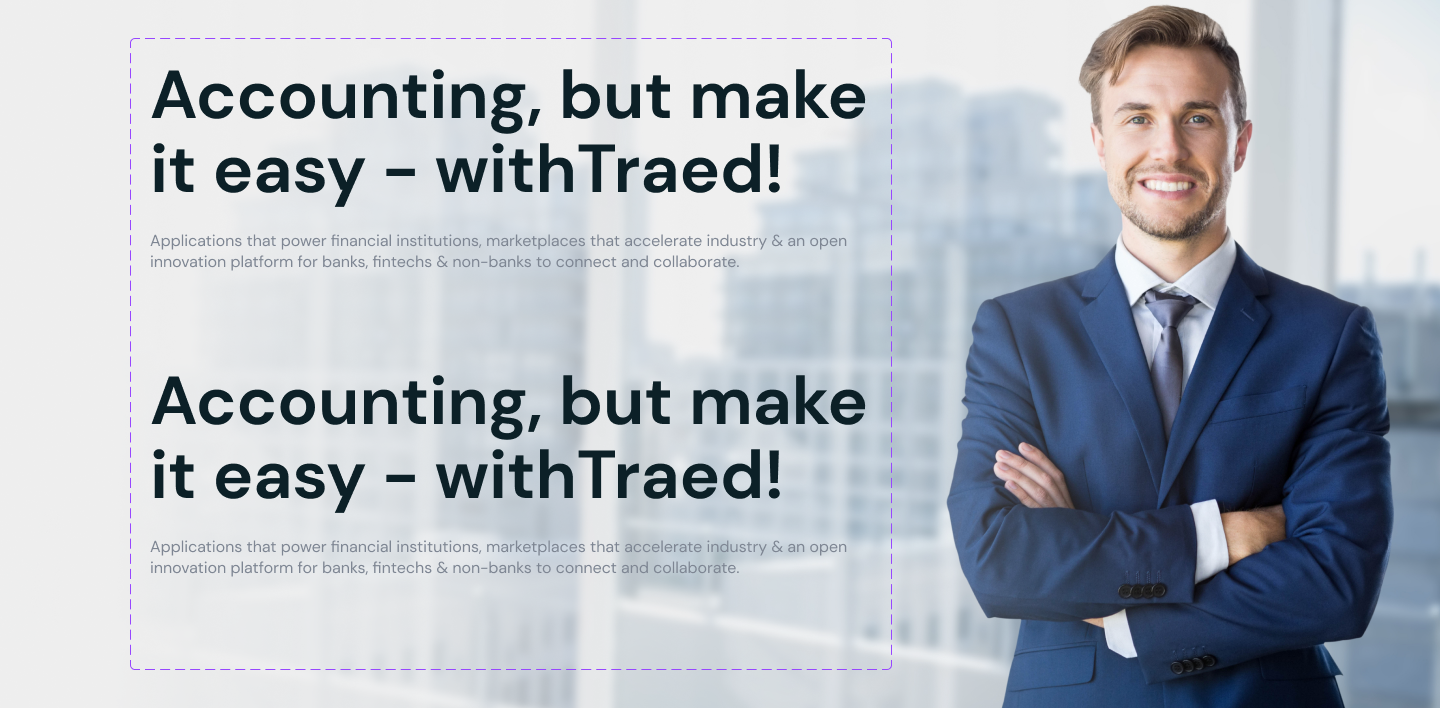 Accounting, but make
it easy - withTraed!
Applications that power financial institutions, marketplaces that accelerate industry & an open
innovation platform for banks, fintechs & non-banks to connect and collaborate.
Accounting, but make
it easy - withTraed!
Applications that power financial institutions, marketplaces that accelerate industry & an open
innovation platform for banks, fintechs & non-banks to connect and collaborate.